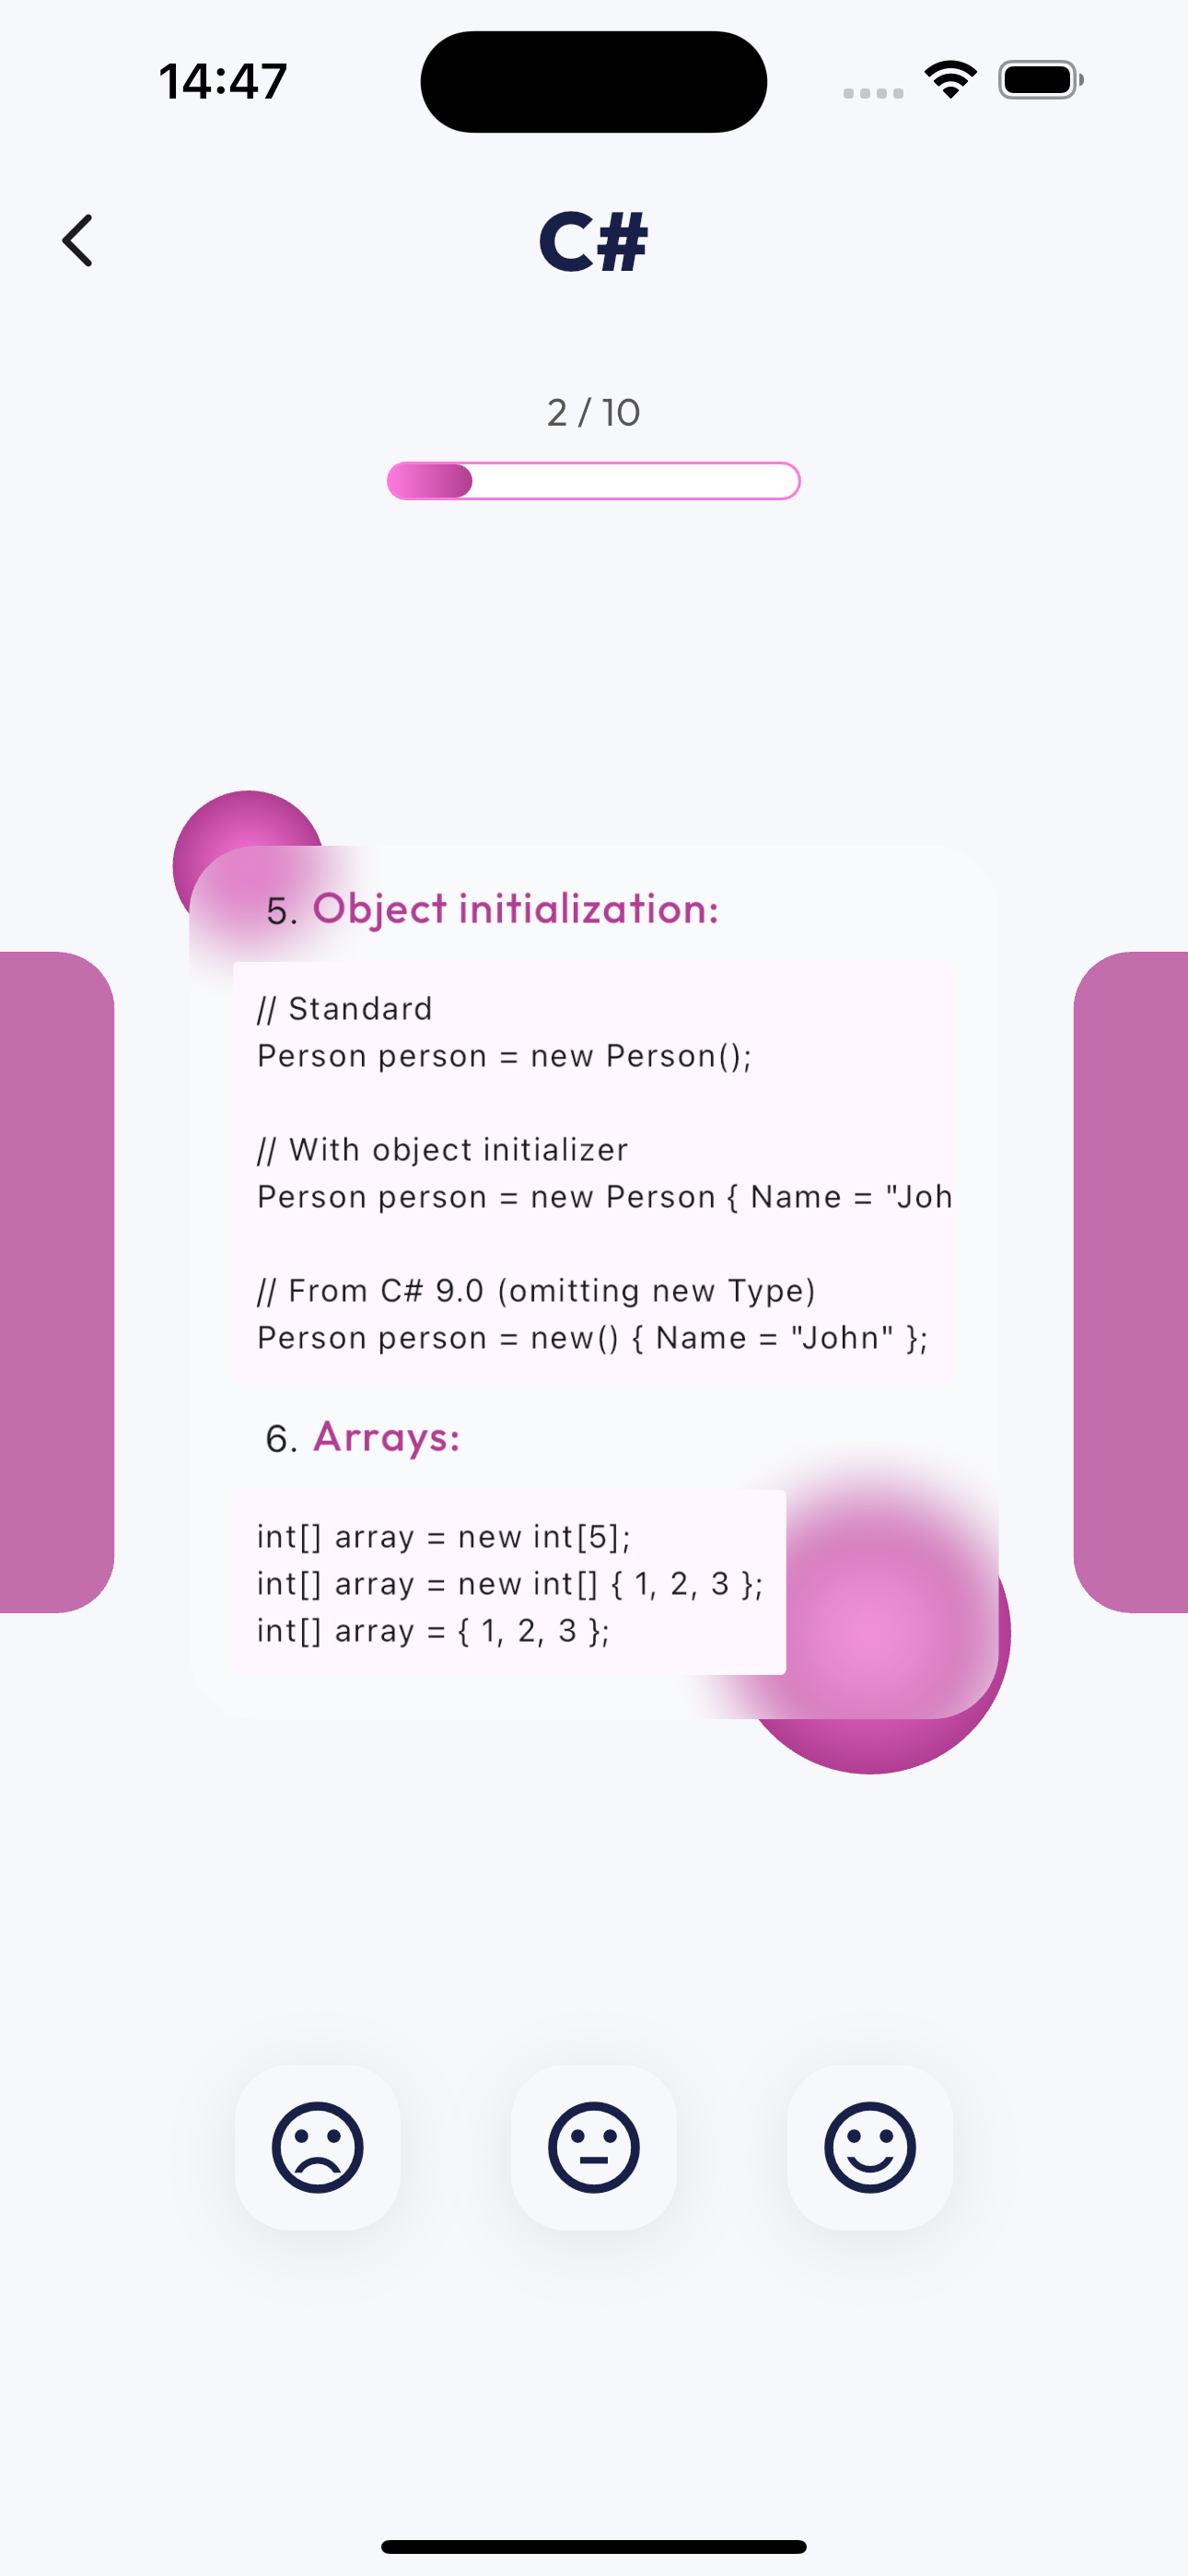 14:47
C#
2 / 10
5. Object initialization:
// Standard
Person person = new Person();
// With object initializer
Person person = new Person { Name = "Joh
// From C# 9.0 (omitting new Type)
Person person = new() { Name = "John" };
6. Arrays:
int[] array = new int[5];
int[] array = new int[] { 1, 2, 3 };
int[] array = { 1, 2, 3 };